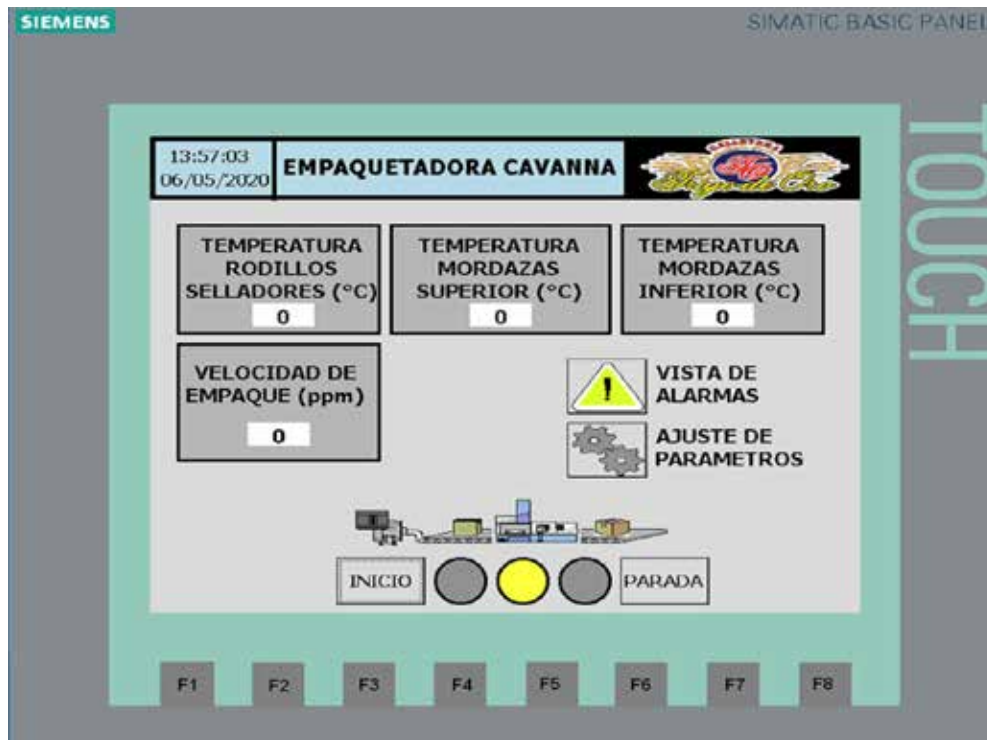 SIEMENS
SIMATIC BASIC PANEL
TOUCH
13:57:03
06/05/2020
EMPAQUETADORA CAVANNA
TEMPERATURA
RODILLOS
SELLADORES (°C)
0
TEMPERATURA
MORDAZAS
SUPERIOR (°C)
0
TEMPERATURA
MORDAZAS
INFERIOR (°C)
0
VELOCIDAD DE
EMPAQUE (ppm)
0
VISTA DE
ALARMAS
AJUSTE DE
PARAMETROS
INICIO
PARADA
F1 F2 F3 F4 F5 F6 F7 F8